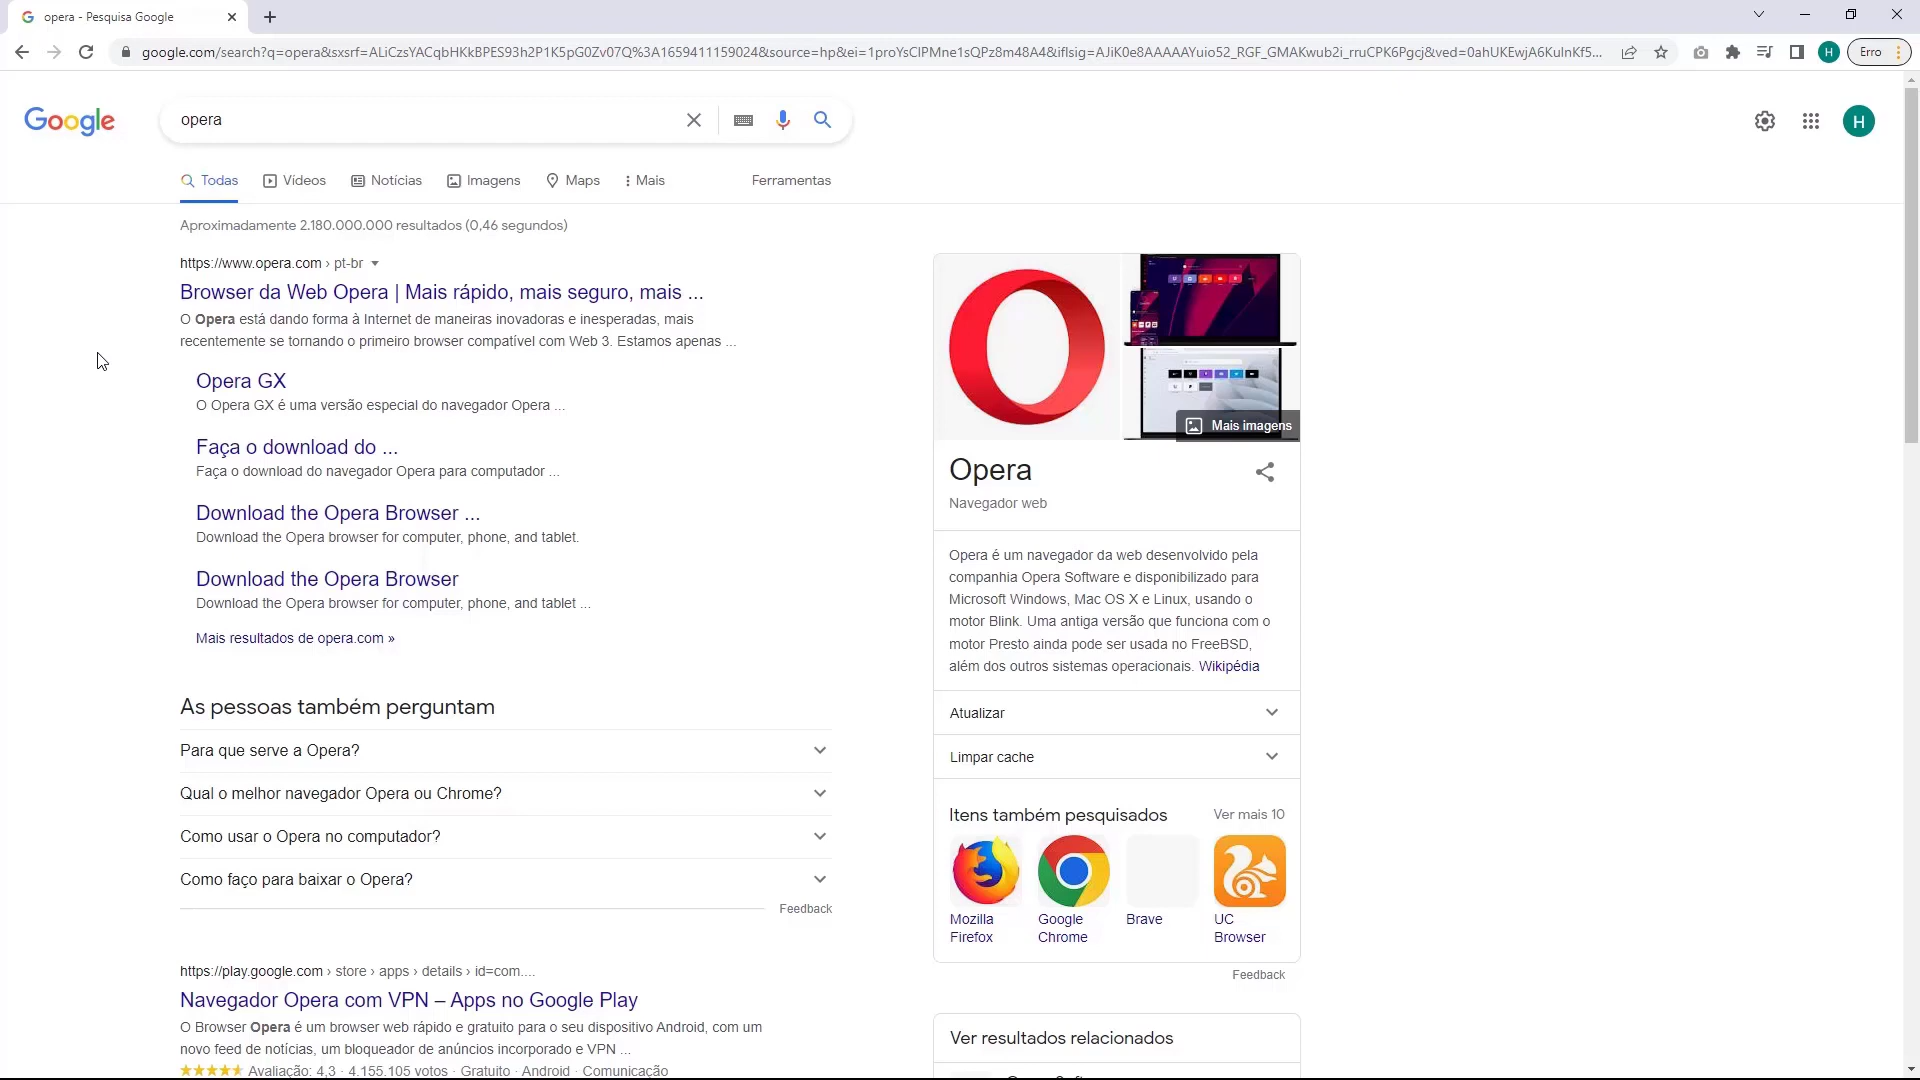 opera - Pesquisa Google
google.com/search?q=opera&sxsrf=ALiCzsYACqbHKkBPES93h2P1K5pG0Zv07Q%3A1659411159024&source=hp&ei=1proYsClPMne1sQPz8m48A4&iflsig=AJiK0e8AAAAAYuio52_RGF_GMAKwub2i_rruCPK6Pgcj&ved=0ahUKEwjA6KulnKf5...
H
Erro
Google
opera
H
Todas
Vídeos
Notícias
Imagens
Maps
Mais
Ferramentas
Aproximadamente 2.180.000.000 resultados (0,46 segundos)
https://www.opera.com › pt-br
Browser da Web Opera | Mais rápido, mais seguro, mais ...
O Opera está dando forma à Internet de maneiras inovadoras e inesperadas, mais
recentemente se tornando o primeiro browser compatível com Web 3. Estamos apenas ...
Opera GX
O Opera GX é uma versão especial do navegador Opera ...
Faça o download do ...
Faça o download do navegador Opera para computador ...
Download the Opera Browser ...
Download the Opera browser for computer, phone, and tablet.
Download the Opera Browser
Download the Opera browser for computer, phone, and tablet ...
Mais resultados de opera.com »
As pessoas também perguntam
Para que serve a Opera?
Qual o melhor navegador Opera ou Chrome?
Como usar o Opera no computador?
Como faço para baixar o Opera?
Feedback
https://play.google.com › store › apps › details › id=com....
Navegador Opera com VPN – Apps no Google Play
O Browser Opera é um browser web rápido e gratuito para o seu dispositivo Android, com um
novo feed de notícias, um bloqueador de anúncios incorporado e VPN ...
Avaliação: 4,3 · 4.155.105 votos · Gratuito · Android · Comunicação
Mais imagens
Opera
Navegador web
Opera é um navegador da web desenvolvido pela
companhia Opera Software e disponibilizado para
Microsoft Windows, Mac OS X e Linux, usando o
motor Blink. Uma antiga versão que funciona com o
motor Presto ainda pode ser usada no FreeBSD,
além dos outros sistemas operacionais. Wikipédia
Atualizar
Limpar cache
Itens também pesquisados
Ver mais 10
Mozilla
Firefox
Google
Chrome
Brave
UC
Browser
Feedback
Ver resultados relacionados